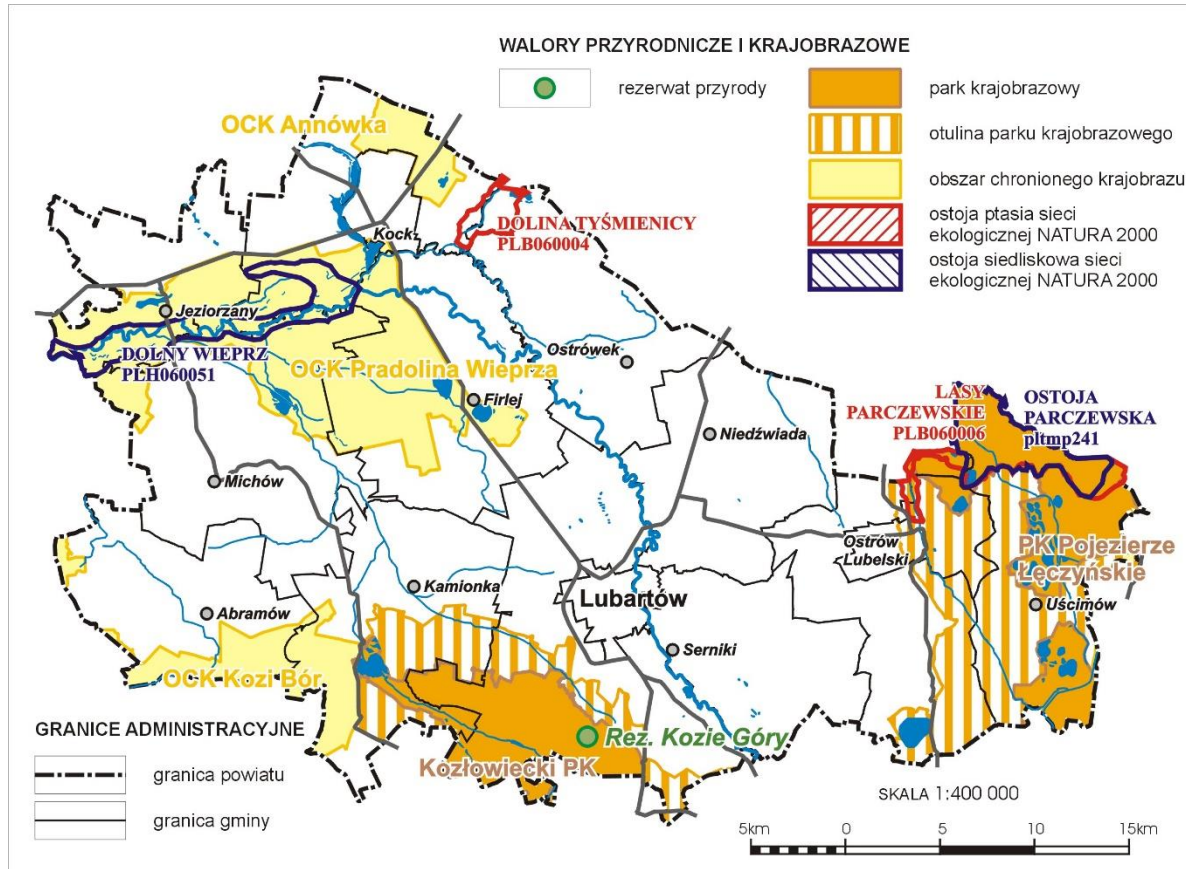 WALORY PRZYRODNICZE I KRAJOBRAZOWE
rezerwat przyrody
park krajobrazowy
otulina parku krajobrazowego
obszar chronionego krajobrazu
ostoja ptasia sieci
ekologicznej NATURA 2000
ostoja siedliskowa sieci
ekologicznej NATURA 2000
OCK Annówka
DOLINA TYŚMIENICY
PLB060004
Kock
Jeziorzany
DOLNY WIEPRZ
PLH060051
OCK Pradolina Wieprza
Ostrówek
Firlej
Niedźwiada
LASY
PARCZEWSKIE
PLB060006
OSTOJA
PARCZEWSKA
pltmp241
Michów
Ostrów
Lubelski
PK Pojezierze
Łęczyńskie
Uścimów
Kamionka
Lubartów
Abramów
Serniki
OCK Kozi Bór
Rez. Kozie Góry
Kozłowiecki PK
GRANICE ADMINISTRACYJNE
granica powiatu
granica gminy
SKALA 1:400 000
5km 0 5 10 15km